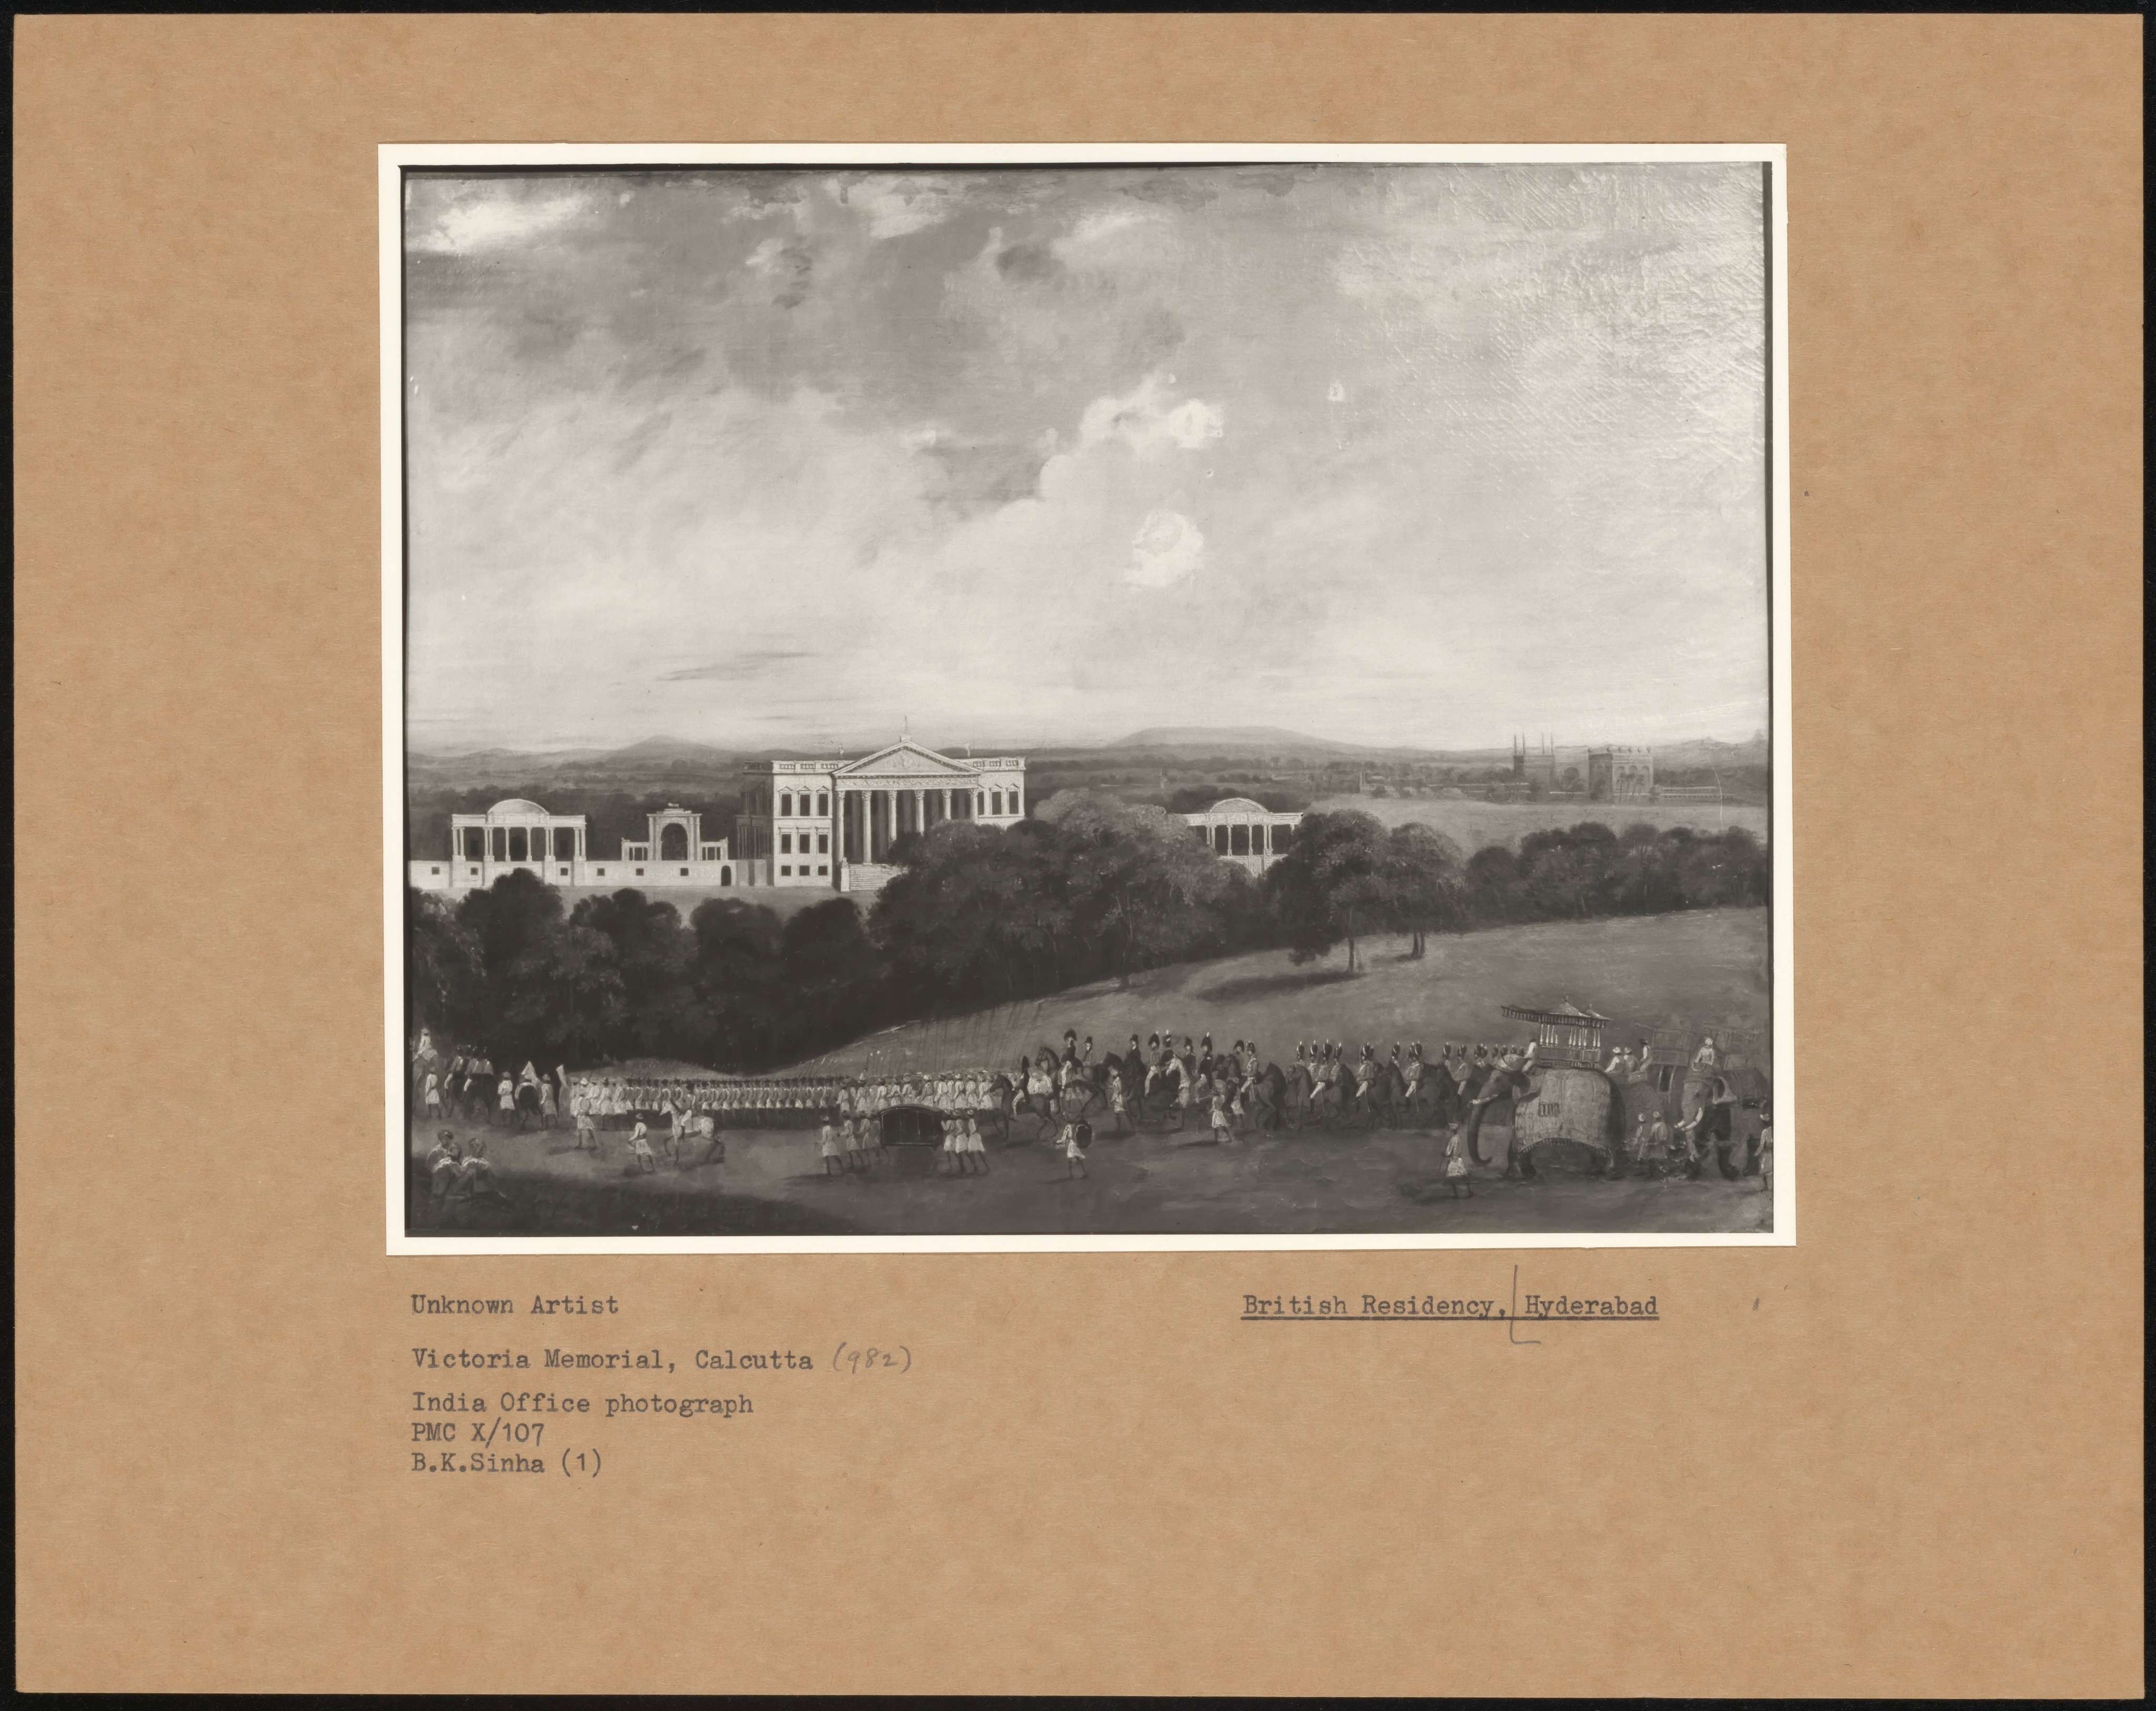 Unknown Artist
British Residency, Hyderabad
Victoria Memorial, Calcutta (982)
India Office photograph
PMC X/107
B.K.Sinha (1)